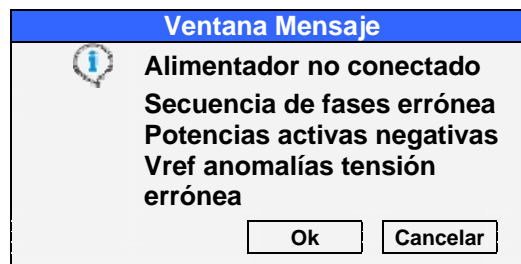 Ventana Mensaje
Alimentador no conectado
Secuencia de fases errónea
Potencias activas negativas
Vref anomalías tensión
errónea
Ok
Cancelar